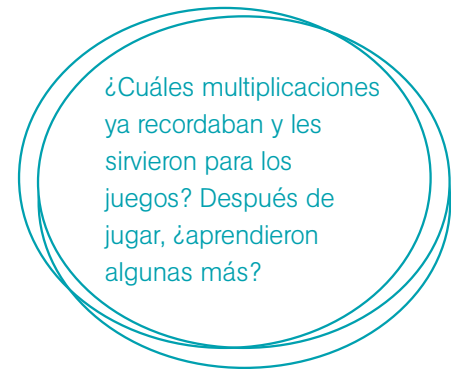 ¿Cuáles multiplicaciones
ya recordaban y les
sirvieron para los
juegos? Después de
jugar, ¿aprendieron
algunas más?